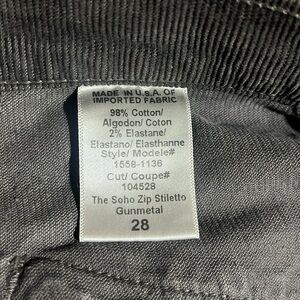 MADE IN U.S.A. OF
IMPORTED FABRIC
98% Cotton/
Algodon/ Coton
2% Elastane/
Elastano/ Elasthanne
Style/ Modele#
1558-1136
Cut/ Coupe#
104528
The Soho Zip Stiletto
Gunmetal
28